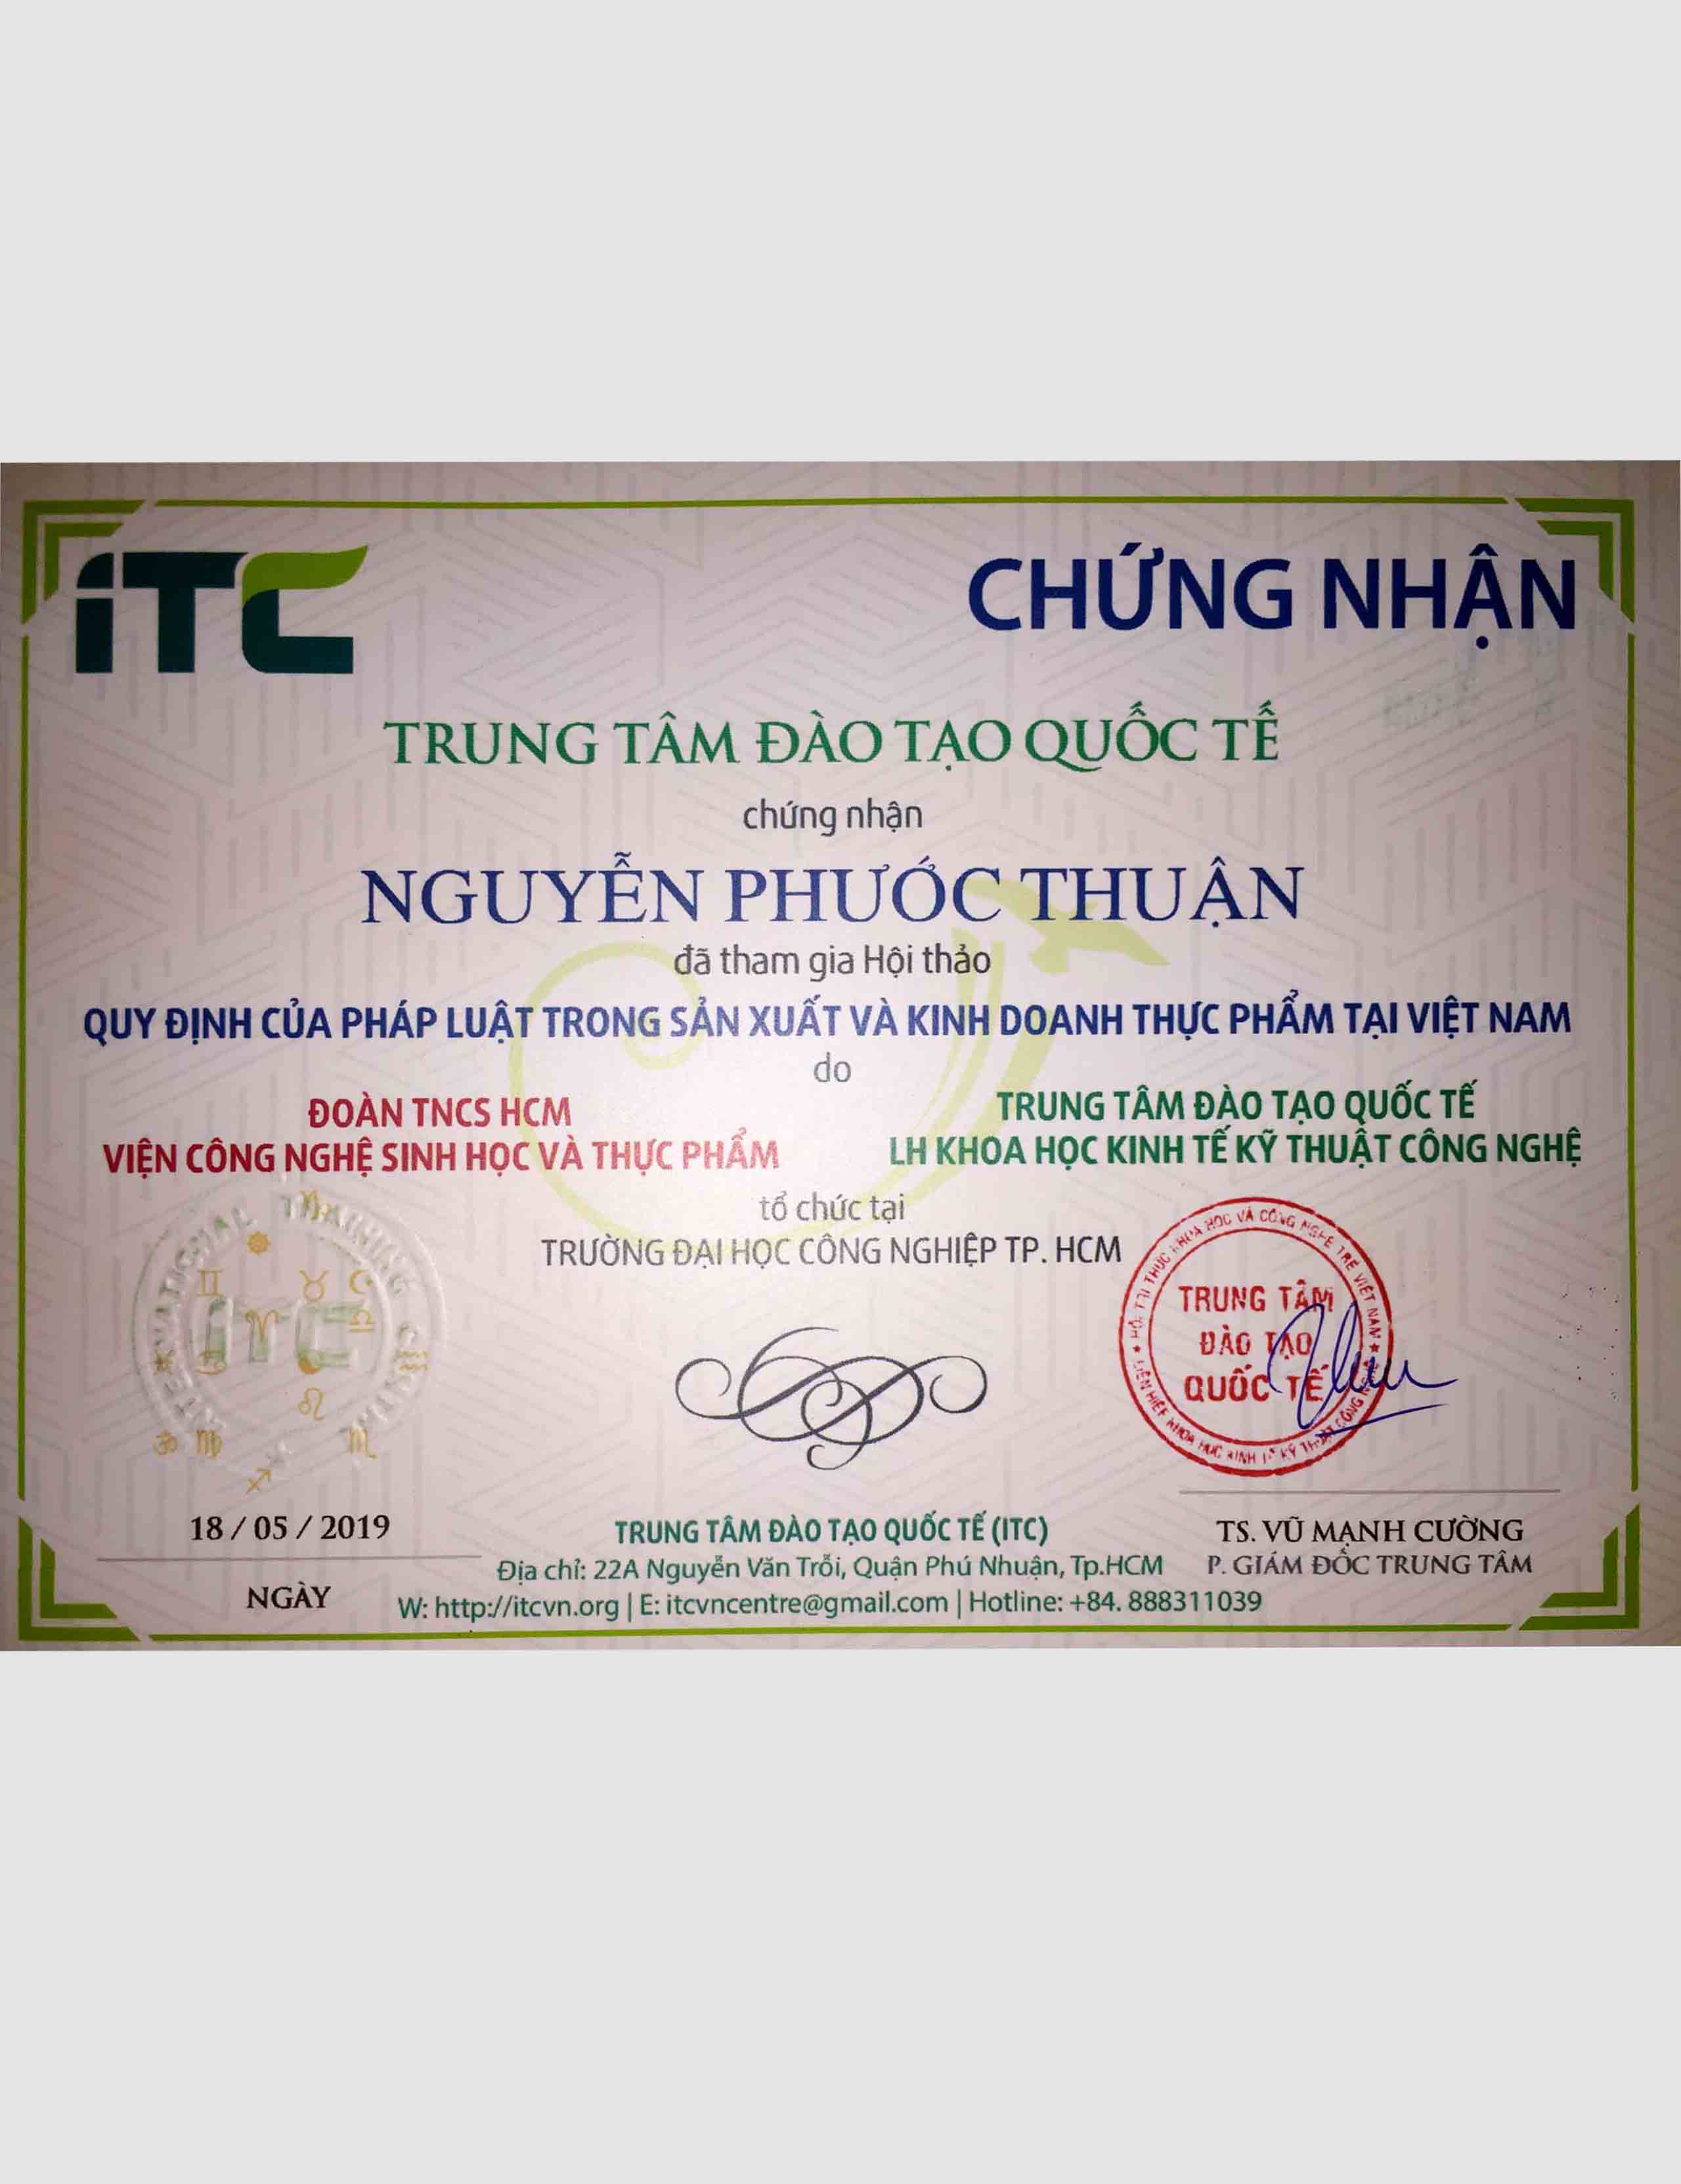 iTC
CHỨNG NHẬN
TRUNG TÂM ĐÀO TẠO QUỐC TẾ
chứng nhận
NGUYỄN PHƯỚC THUẬN
đã tham gia Hội thảo
QUY ĐỊNH CỦA PHÁP LUẬT TRONG SẢN XUẤT VÀ KINH DOANH THỰC PHẨM TẠI VIỆT NAM
do
ĐOÀN TNCS HCM
VIỆN CÔNG NGHỆ SINH HỌC VÀ THỰC PHẨM
TRUNG TÂM ĐÀO TẠO QUỐC TẾ
LH KHOA HỌC KINH TẾ KỸ THUẬT CÔNG NGHỆ
tổ chức tại
TRƯỜNG ĐẠI HỌC CÔNG NGHIỆP TP. HCM
INTERNATIONAL TRAINING CENTRE
iTC
HỘI TRI THỨC KHOA HỌC VÀ CÔNG NGHỆ TRẺ VIỆT NAM
LIÊN HIỆP KHOA HỌC KINH TẾ KỸ THUẬT CÔNG NGHỆ
TRUNG TÂM
ĐÀO TẠO
QUỐC TẾ
18 / 05 / 2019
NGÀY
TRUNG TÂM ĐÀO TẠO QUỐC TẾ (ITC)
Địa chỉ: 22A Nguyễn Văn Trỗi, Quận Phú Nhuận, Tp.HCM
W: http://itcvn.org | E: itcvncentre@gmail.com | Hotline: +84. 888311039
TS. VŨ MẠNH CƯỜNG
P. GIÁM ĐỐC TRUNG TÂM